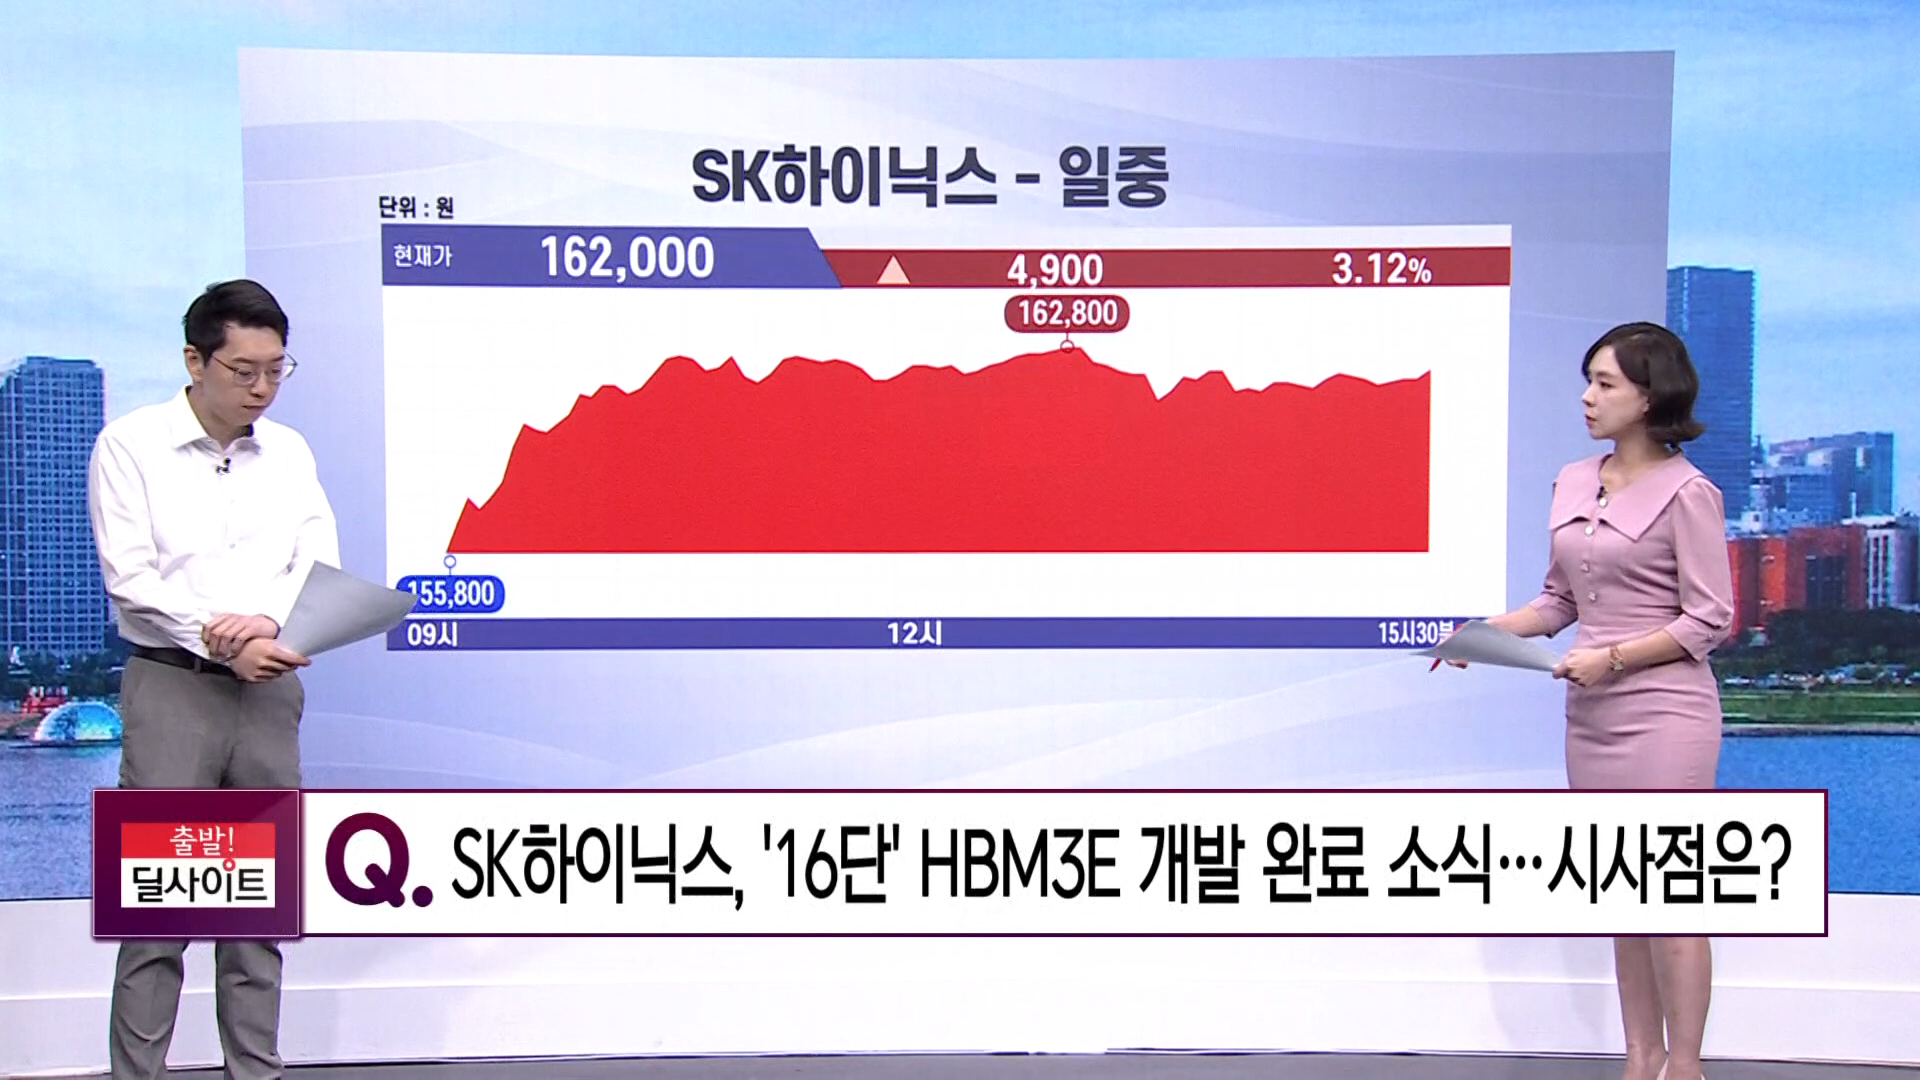 SK하이닉스 - 일중
단위 : 원
현재가 162,000 ▲ 4,900 3.12%
162,800
155,800
09시 12시 15시30분
출발!
딜사이트
Q. SK하이닉스, '16단' HBM3E 개발 완료 소식…시사점은?